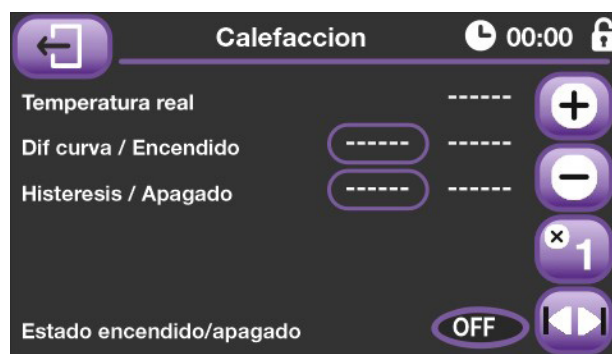 Calefaccion 00:00
Temperatura real ------
+
Dif curva / Encendido ------ ------
Histeresis / Apagado ------ ------
−
×1
Estado encendido/apagado OFF